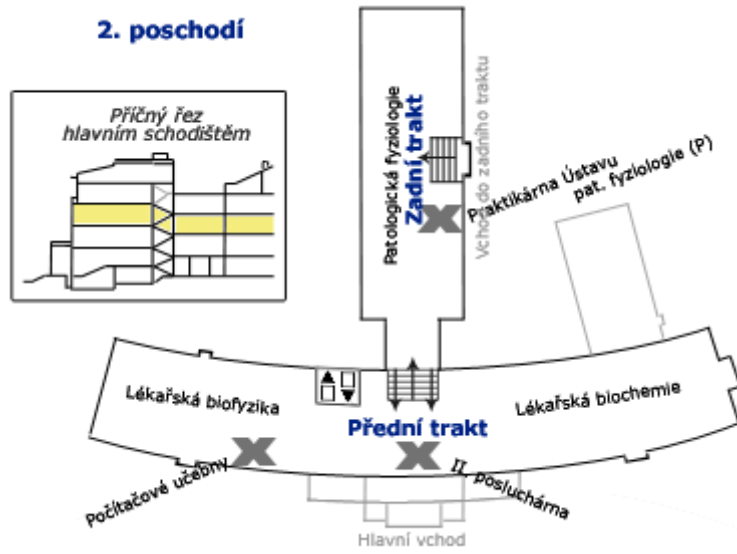 2. poschodí
Příčný řez
hlavním schodištěm
Patologická fyziologie
Zadní trakt
Vchod do zadního traktu
Praktikárna Ústavu
pat. fyziologie (P)
Lékařská biofyzika
Lékařská biochemie
Přední trakt
Počítačové učebny
II. posluchárna
Hlavní vchod